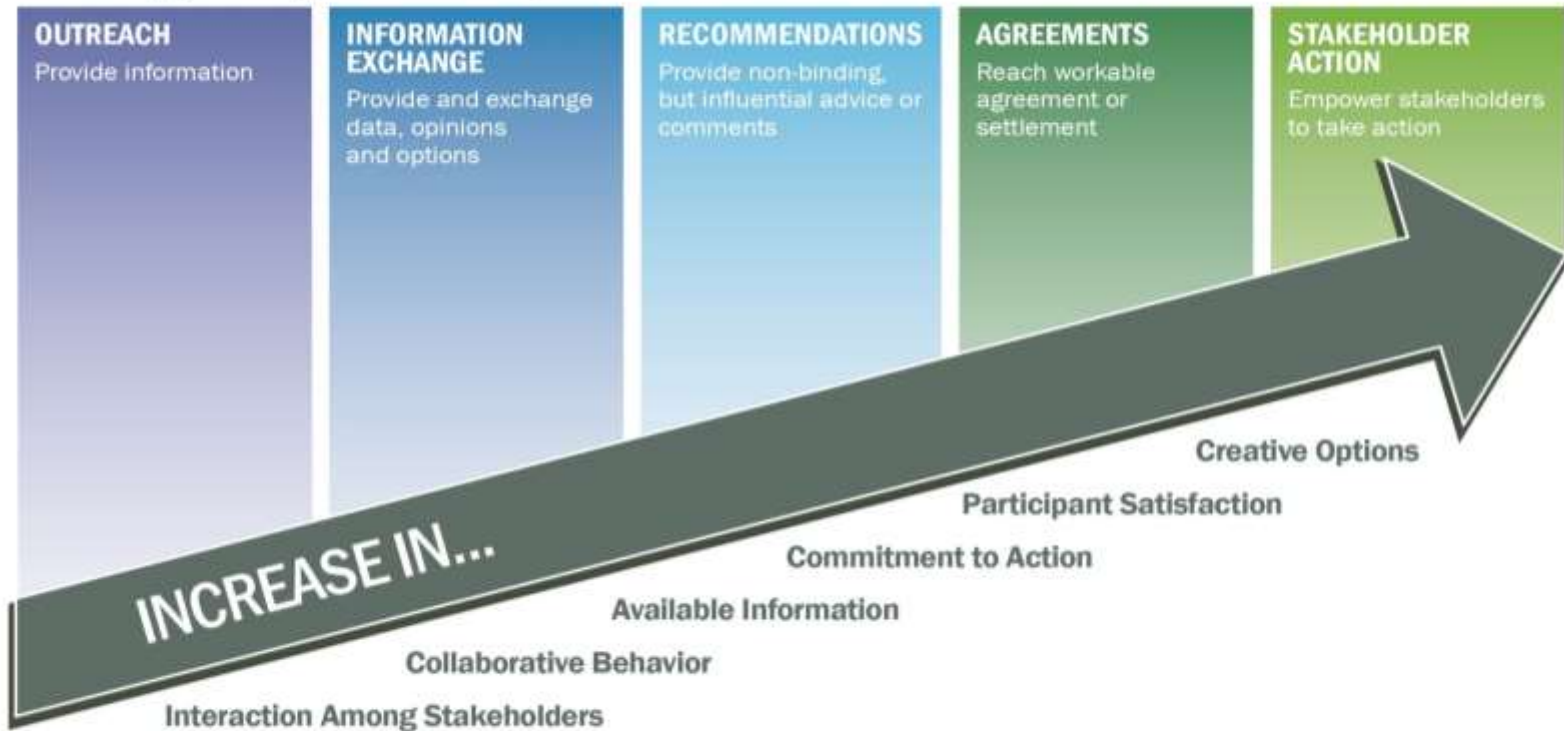 OUTREACH
Provide information
INFORMATION
EXCHANGE
Provide and exchange
data, opinions
and options
RECOMMENDATIONS
Provide non-binding,
but influential advice or
comments
AGREEMENTS
Reach workable
agreement or
settlement
STAKEHOLDER
ACTION
Empower stakeholders
to take action
INCREASE IN...
Creative Options
Participant Satisfaction
Commitment to Action
Available Information
Collaborative Behavior
Interaction Among Stakeholders